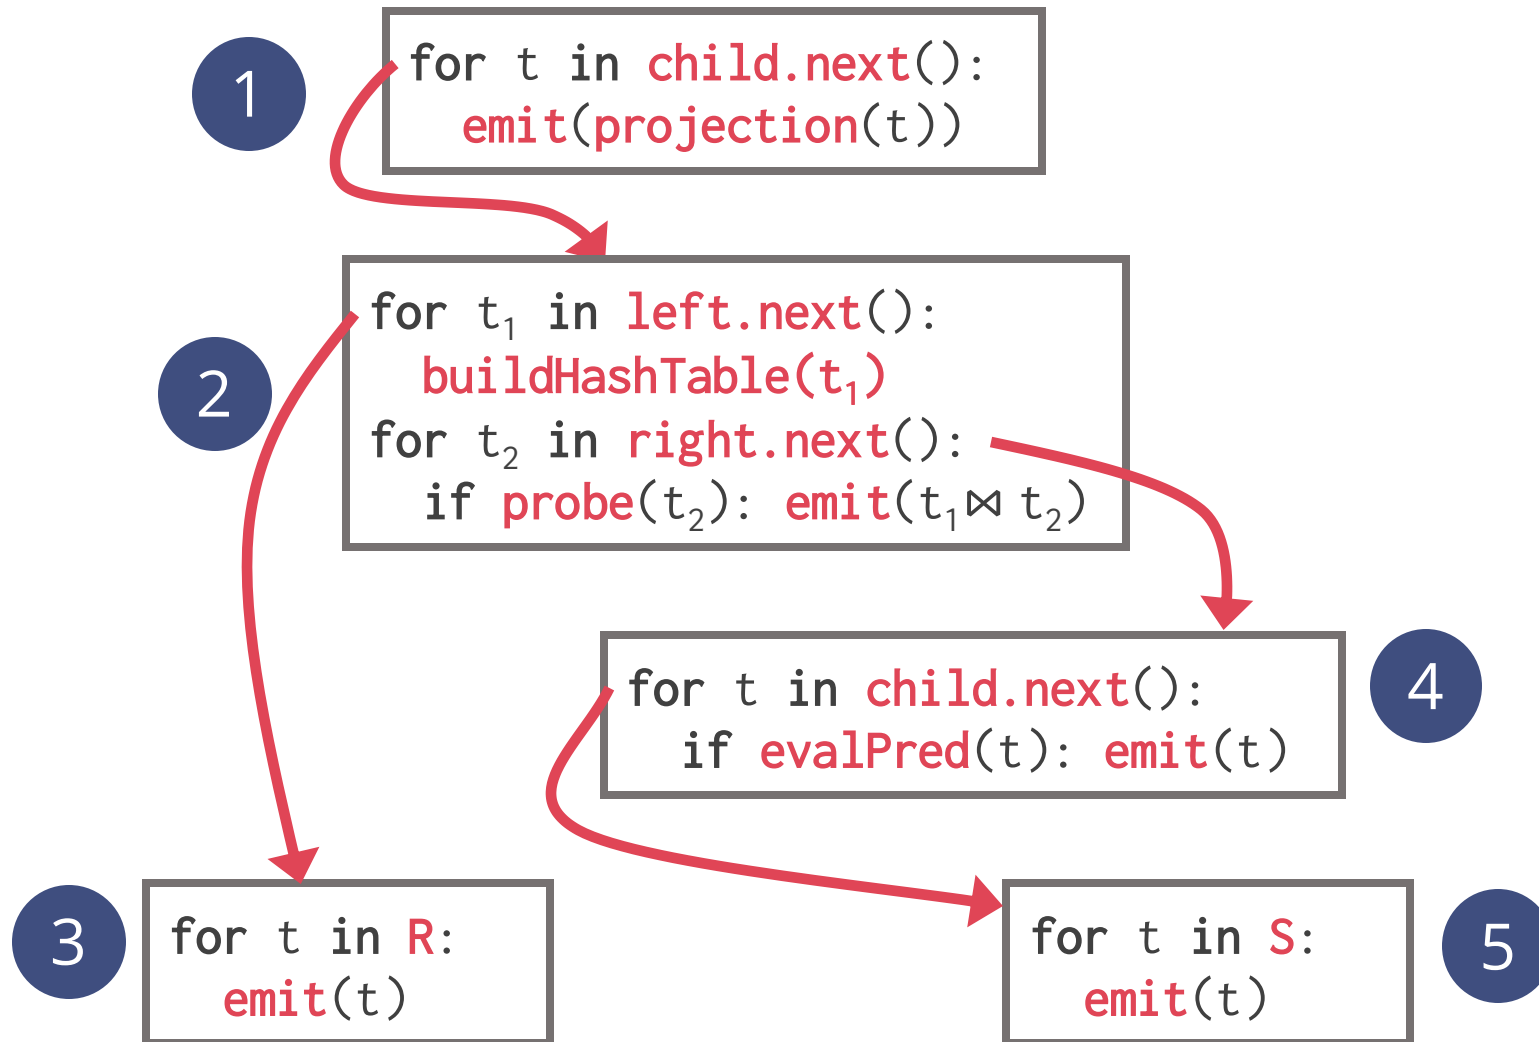 1
for t in child.next():
emit(projection(t))
2
for t₁ in left.next():
buildHashTable(t₁)
for t₂ in right.next():
if probe(t₂): emit(t₁⋈ t₂)
4
for t in child.next():
if evalPred(t): emit(t)
3
for t in R:
emit(t)
5
for t in S:
emit(t)